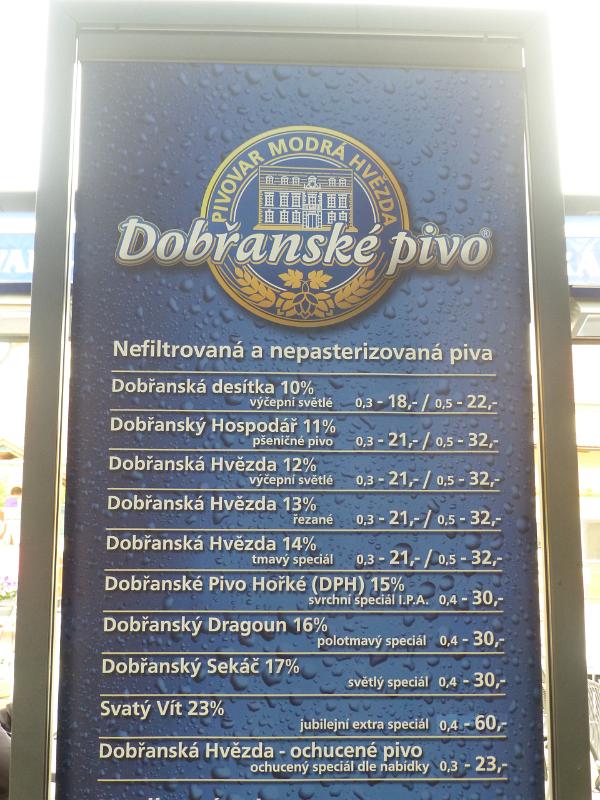 PIVOVAR MODRÁ HVĚZDA
Dobřanské pivo®
Nefiltrovaná a nepasterizovaná piva
Dobřanská desítka 10%
výčepní světlé 0,3 - 18,- / 0,5 - 22,-
Dobřanský Hospodář 11%
pšeničné pivo 0,3 - 21,- / 0,5 - 32,-
Dobřanská Hvězda 12%
výčepní světlé 0,3 - 21,- / 0,5 - 32,-
Dobřanská Hvězda 13%
řezané 0,3 - 21,- / 0,5 - 32,-
Dobřanská Hvězda 14%
tmavý speciál 0,3 - 21,- / 0,5 - 32,-
Dobřanské Pivo Hořké (DPH) 15%
svrchní speciál I.P.A. 0,4 - 30,-
Dobřanský Dragoun 16%
polotmavý speciál 0,4 - 30,-
Dobřanský Sekáč 17%
světlý speciál 0,4 - 30,-
Svatý Vít 23%
jubilejní extra speciál 0,4 - 60,-
Dobřanská Hvězda - ochucené pivo
ochucený speciál dle nabídky 0,3 - 23,-